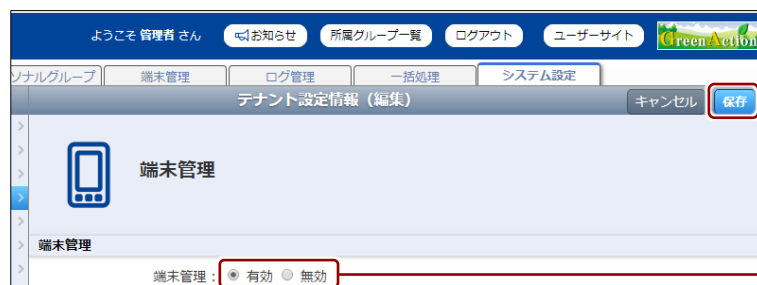 ようこそ 管理者 さん お知らせ 所属グループ一覧 ログアウト ユーザーサイト GreenAction
ソナルグループ 端末管理 ログ管理 一括処理 システム設定
テナント設定情報（編集） キャンセル 保存
端末管理
端末管理
端末管理： 有効 無効